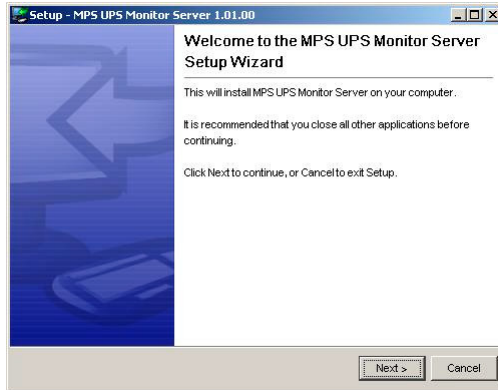 Setup - MPS UPS Monitor Server 1.01.00
Welcome to the MPS UPS Monitor Server
Setup Wizard
This will install MPS UPS Monitor Server on your computer.
It is recommended that you close all other applications before
continuing.
Click Next to continue, or Cancel to exit Setup.
Next >
Cancel